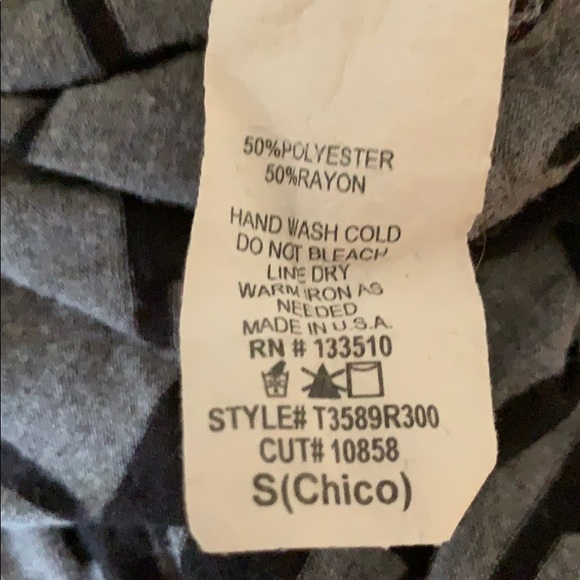 50%POLYESTER
50%RAYON
HAND WASH COLD
DO NOT BLEACH
LINE DRY
WARM IRON AS
NEEDED
MADE IN U.S.A.
RN # 133510
STYLE# T3589R300
CUT# 10858
S(Chico)